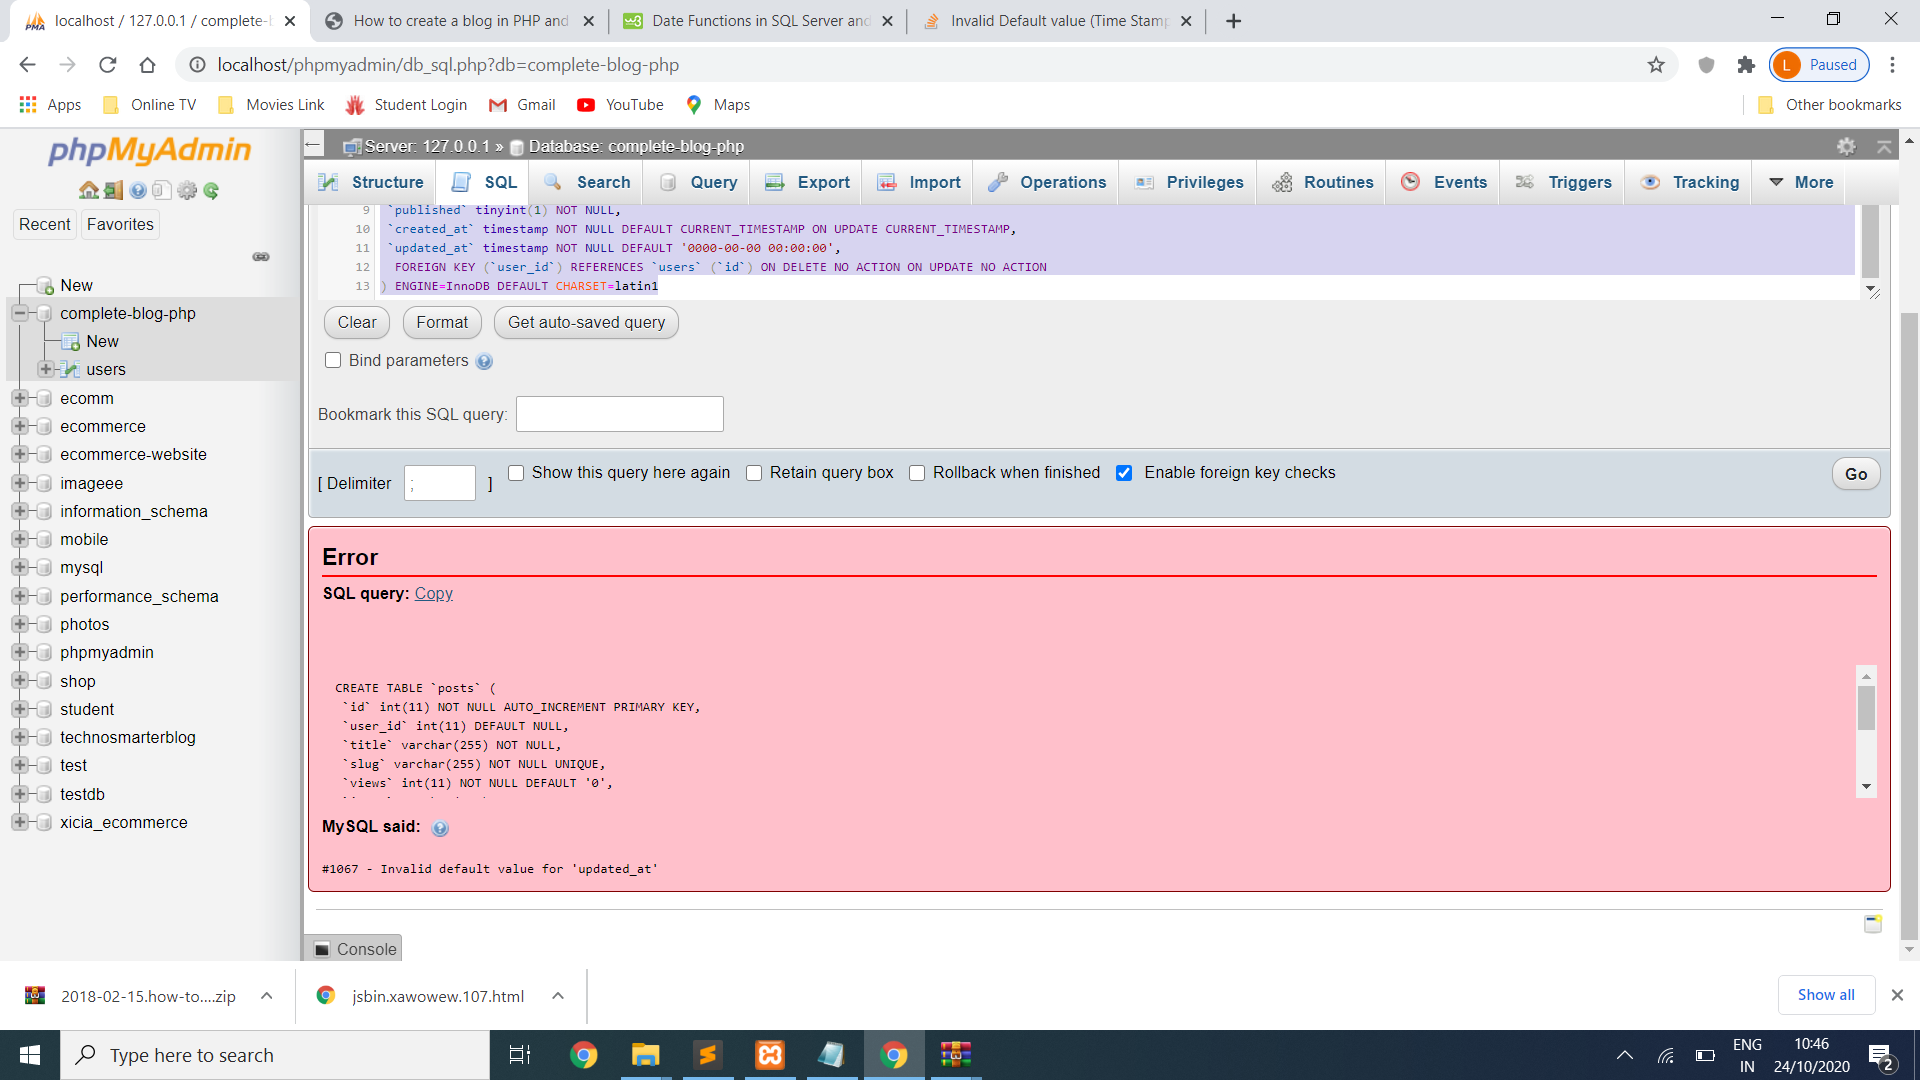 localhost / 127.0.0.1 / complete-b
How to create a blog in PHP and
Date Functions in SQL Server and
Invalid Default value (Time Stamp
localhost/phpmyadmin/db_sql.php?db=complete-blog-php
L Paused
Apps
Online TV
Movies Link
Student Login
Gmail
YouTube
Maps
Other bookmarks
phpMyAdmin
Recent
Favorites
New
complete-blog-php
New
users
ecomm
ecommerce
ecommerce-website
imageee
information_schema
mobile
mysql
performance_schema
photos
phpmyadmin
shop
student
technosmarterblog
test
testdb
xicia_ecommerce
Server: 127.0.0.1 » Database: complete-blog-php
Structure
SQL
Search
Query
Export
Import
Operations
Privileges
Routines
Events
Triggers
Tracking
More
9 `published` tinyint(1) NOT NULL,
10 `created_at` timestamp NOT NULL DEFAULT CURRENT_TIMESTAMP ON UPDATE CURRENT_TIMESTAMP,
11 `updated_at` timestamp NOT NULL DEFAULT '0000-00-00 00:00:00',
12 FOREIGN KEY (`user_id`) REFERENCES `users` (`id`) ON DELETE NO ACTION ON UPDATE NO ACTION
13 ) ENGINE=InnoDB DEFAULT CHARSET=latin1
Clear
Format
Get auto-saved query
Bind parameters
Bookmark this SQL query:
[ Delimiter ; ]
Show this query here again
Retain query box
Rollback when finished
Enable foreign key checks
Go
Error
SQL query: Copy
CREATE TABLE `posts` (
`id` int(11) NOT NULL AUTO_INCREMENT PRIMARY KEY,
`user_id` int(11) DEFAULT NULL,
`title` varchar(255) NOT NULL,
`slug` varchar(255) NOT NULL UNIQUE,
`views` int(11) NOT NULL DEFAULT '0',
MySQL said:
#1067 - Invalid default value for 'updated_at'
Console
2018-02-15.how-to....zip
jsbin.xawowew.107.html
Show all
Type here to search
ENG
IN
10:46
24/10/2020
2